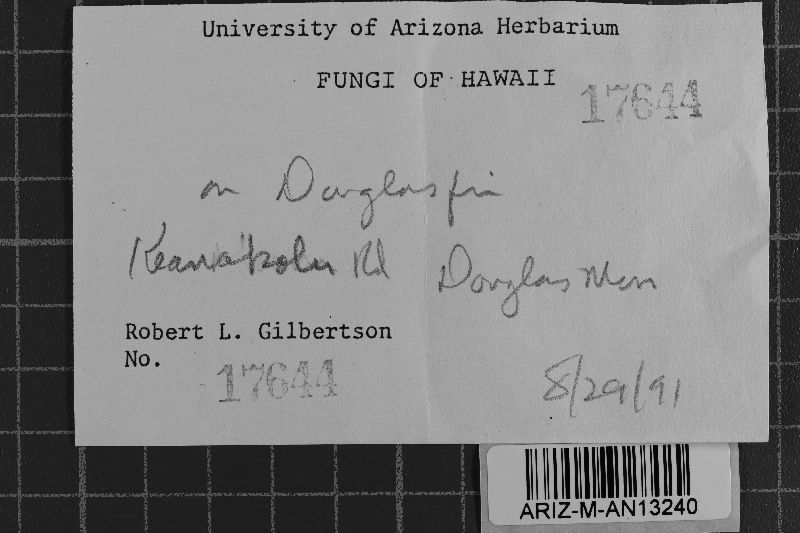 University of Arizona Herbarium
FUNGI OF HAWAII
17644
on Douglas fir
Keanakolu Rd Douglas Mon
Robert L. Gilbertson
No. 17644
8/29/91
ARIZ-M-AN13240